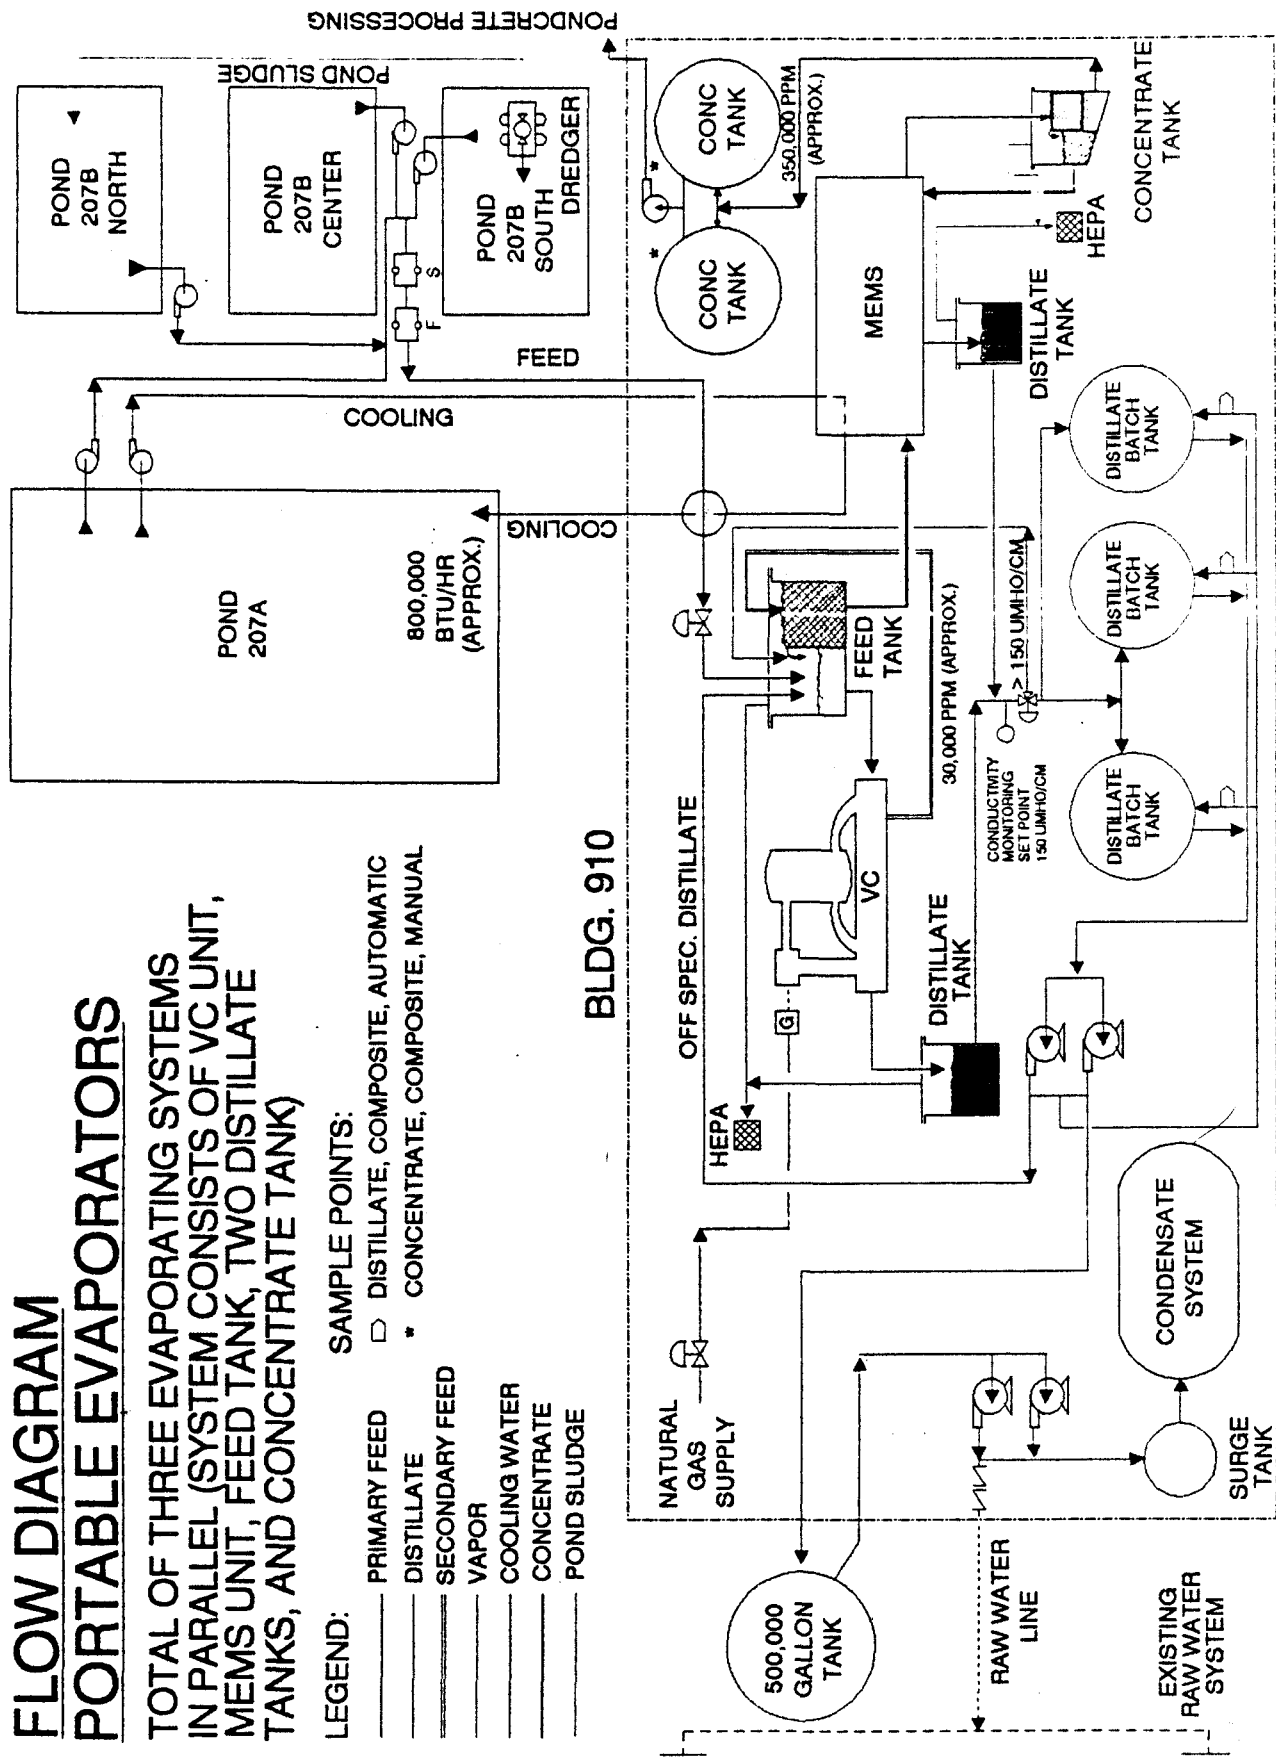 FLOW DIAGRAM
PORTABLE EVAPORATORS
TOTAL OF THREE EVAPORATING SYSTEMS
IN PARALLEL (SYSTEM CONSISTS OF VC UNIT,
MEMS UNIT, FEED TANK, TWO DISTILLATE
TANKS, AND CONCENTRATE TANK)
LEGEND:
PRIMARY FEED
DISTILLATE
SECONDARY FEED
VAPOR
COOLING WATER
CONCENTRATE
POND SLUDGE
SAMPLE POINTS:
DISTILLATE, COMPOSITE, AUTOMATIC
* CONCENTRATE, COMPOSITE, MANUAL
POND
207A
800,000
BTU/HR
(APPROX.)
COOLING
COOLING
FEED
POND
207B
NORTH
POND
207B
CENTER
POND
207B
SOUTH
DREDGER
F
S
POND SLUDGE
PONDCRETE PROCESSING
BLDG. 910
NATURAL
GAS
SUPPLY
OFF SPEC. DISTILLATE
HEPA
G
VC
FEED
TANK
DISTILLATE
TANK
30,000 PPM (APPROX.)
MEMS
*
*
CONC
TANK
CONC
TANK
350,000 PPM
(APPROX.)
CONCENTRATE
TANK
HEPA
DISTILLATE
TANK
> 150 UMHO/CM
CONDUCTIVITY
MONITORING
SET POINT
150 UMHO/CM
DISTILLATE
BATCH
TANK
DISTILLATE
BATCH
TANK
DISTILLATE
BATCH
TANK
500,000
GALLON
TANK
RAW WATER
LINE
EXISTING
RAW WATER
SYSTEM
SURGE
TANK
CONDENSATE
SYSTEM